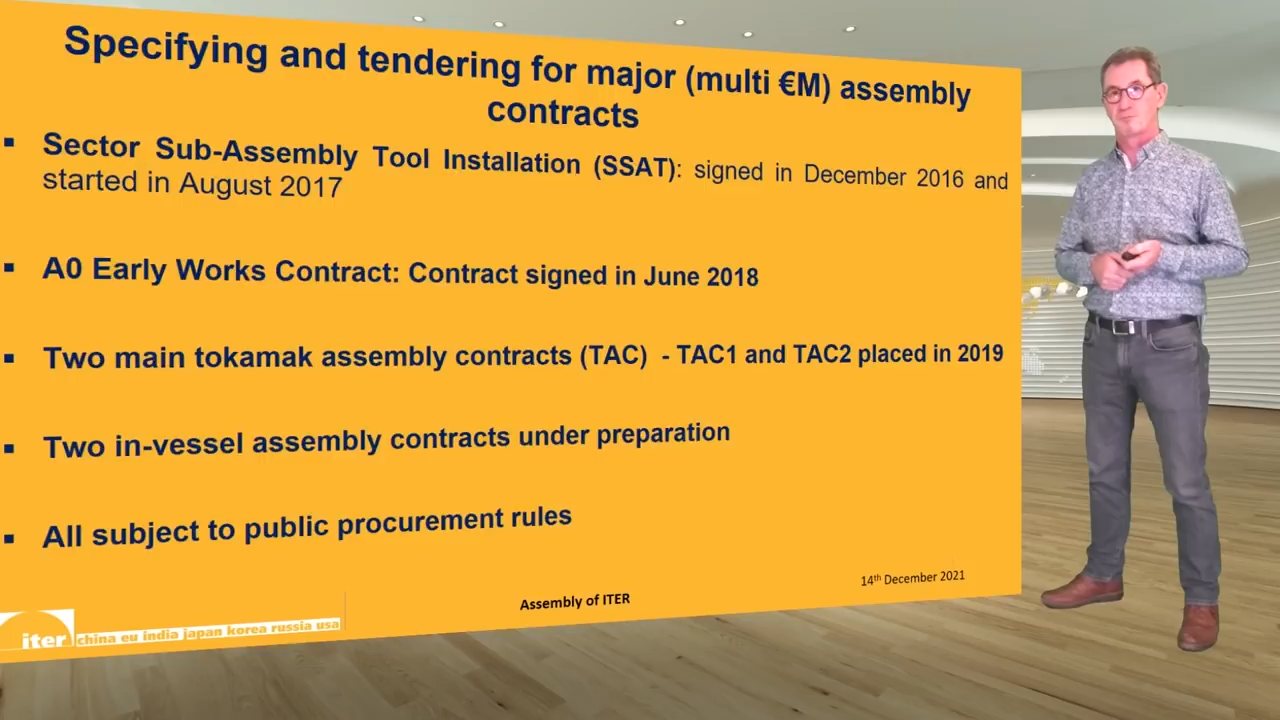 Specifying and tendering for major (multi €M) assembly
contracts
▪ Sector Sub-Assembly Tool Installation (SSAT): signed in December 2016 and
started in August 2017
▪ A0 Early Works Contract: Contract signed in June 2018
▪ Two main tokamak assembly contracts (TAC) - TAC1 and TAC2 placed in 2019
▪ Two in-vessel assembly contracts under preparation
▪ All subject to public procurement rules
14th December 2021
Assembly of ITER
iter china eu india japan korea russia usa